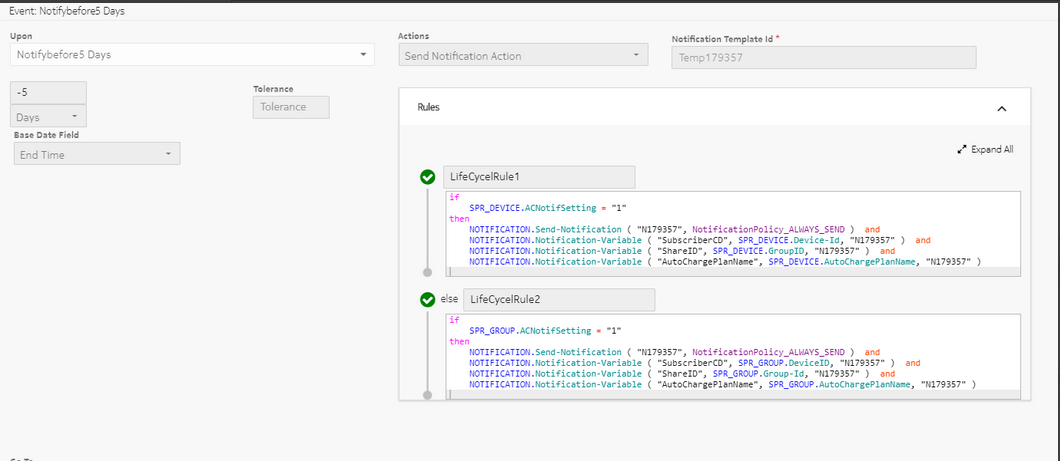 Event: Notifybefore5 Days
Upon
Notifybefore5 Days
-5
Days
Base Date Field
End Time
Tolerance
Tolerance
Actions
Send Notification Action
Notification Template Id *
Temp179357
Rules
Expand All
LifeCycelRule1
if
SPR_DEVICE.ACNotifSetting = "1"
then
NOTIFICATION.Send-Notification ( "N179357", NotificationPolicy_ALWAYS_SEND ) and
NOTIFICATION.Notification-Variable ( "SubscriberCD", SPR_DEVICE.Device-Id, "N179357" ) and
NOTIFICATION.Notification-Variable ( "ShareID", SPR_DEVICE.GroupID, "N179357" ) and
NOTIFICATION.Notification-Variable ( "AutoChargePlanName", SPR_DEVICE.AutoChargePlanName, "N179357" )
else LifeCycelRule2
if
SPR_GROUP.ACNotifSetting = "1"
then
NOTIFICATION.Send-Notification ( "N179357", NotificationPolicy_ALWAYS_SEND ) and
NOTIFICATION.Notification-Variable ( "SubscriberCD", SPR_GROUP.DeviceID, "N179357" ) and
NOTIFICATION.Notification-Variable ( "ShareID", SPR_GROUP.Group-Id, "N179357" ) and
NOTIFICATION.Notification-Variable ( "AutoChargePlanName", SPR_GROUP.AutoChargePlanName, "N179357" )